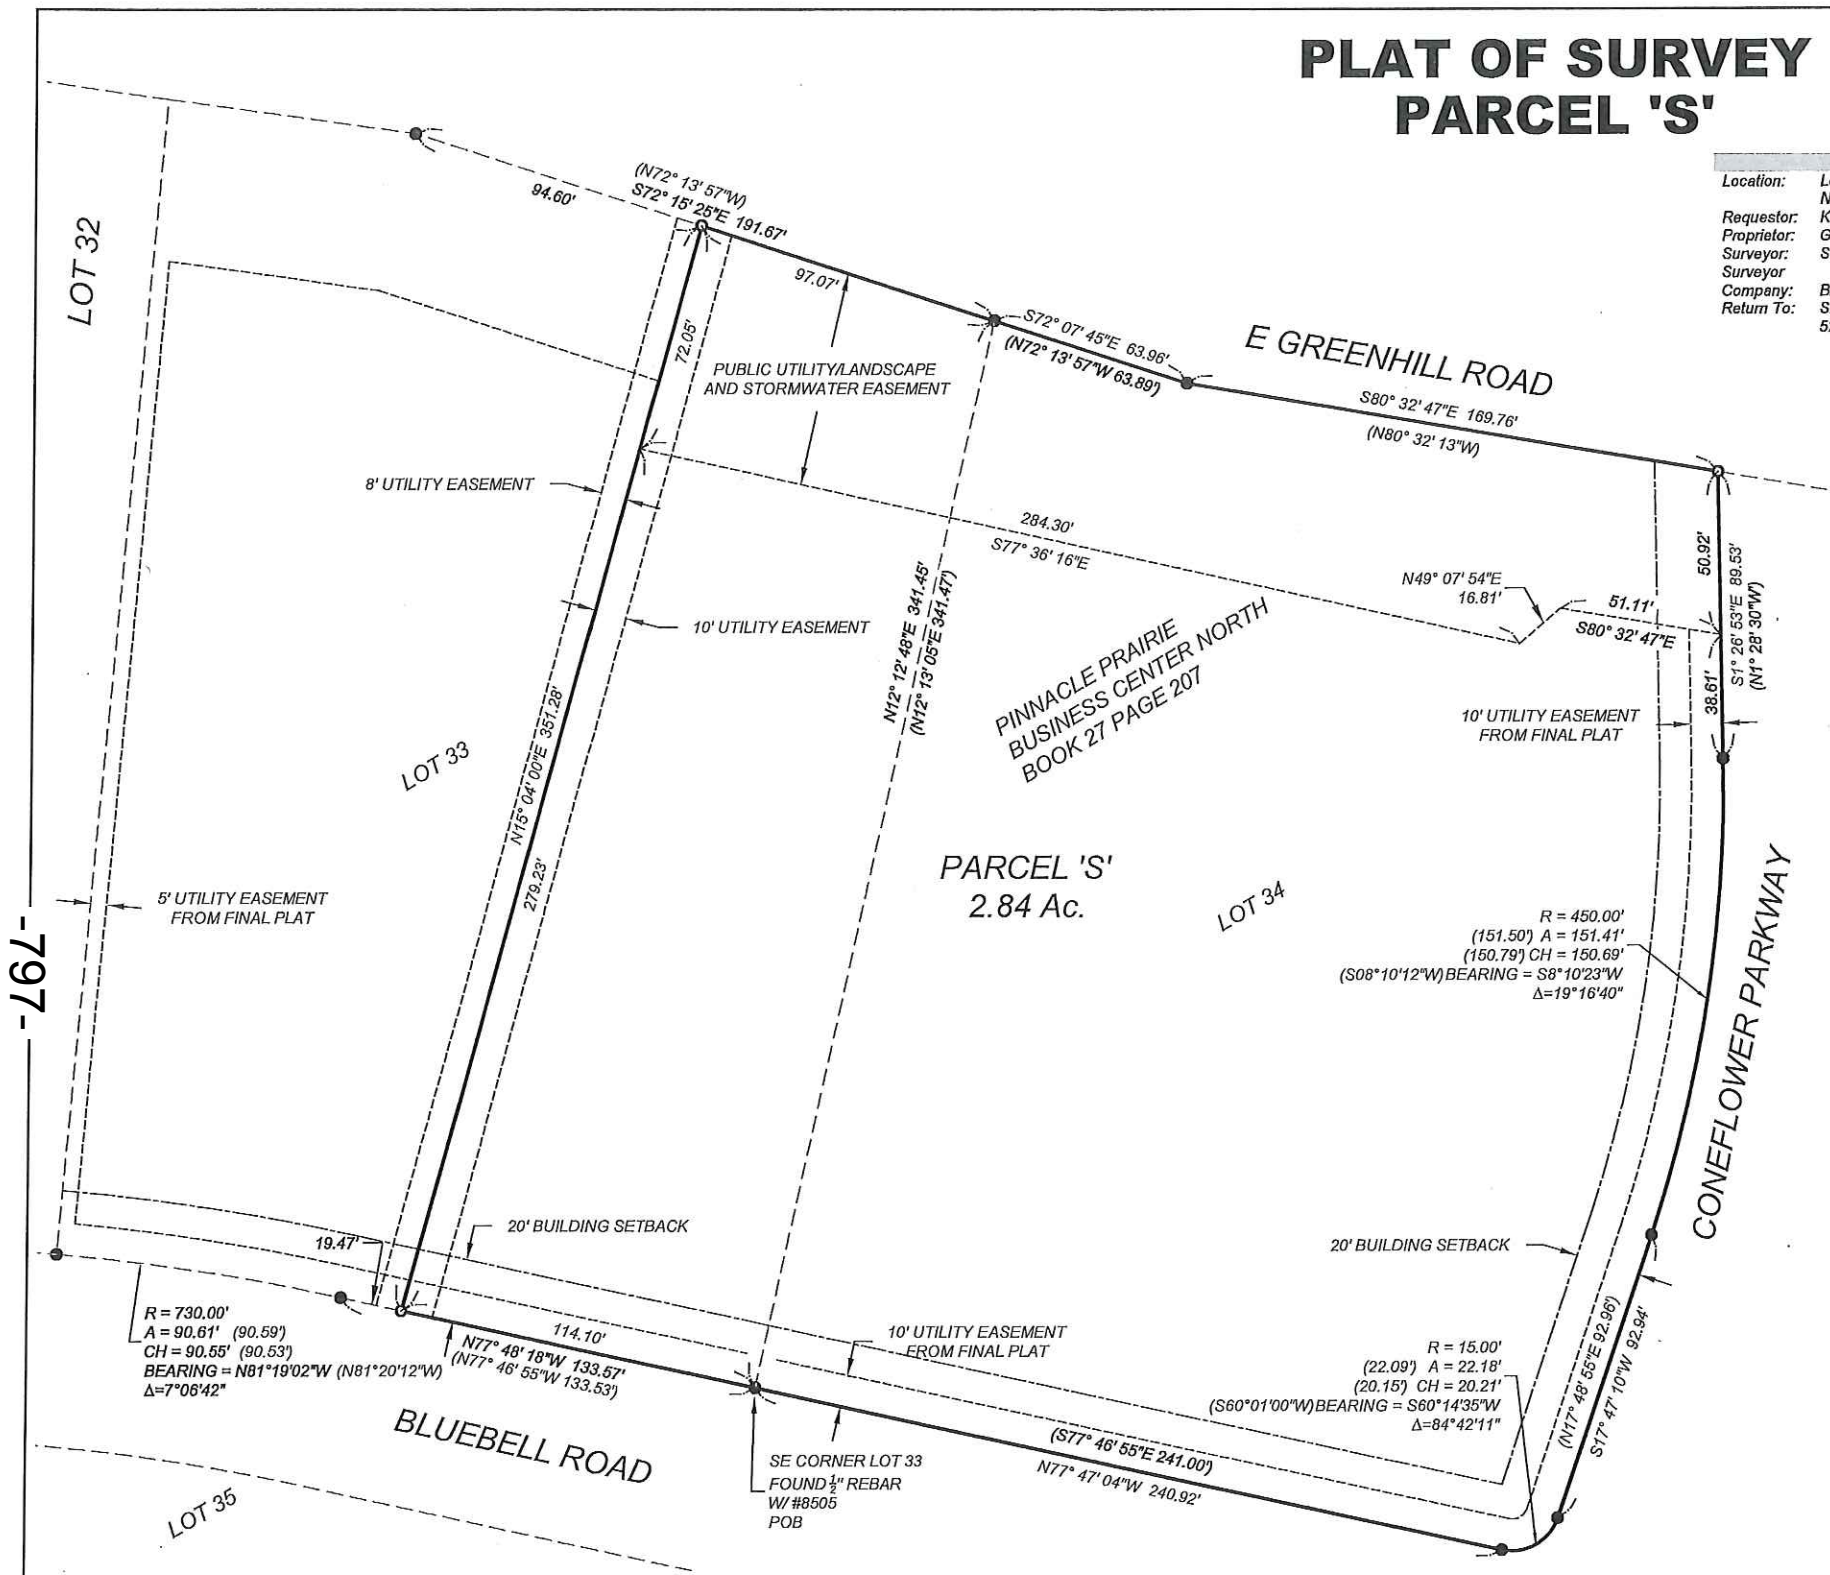 PLAT OF SURVEY
PARCEL 'S'
Location:
Requestor: K
Proprietor: G
Surveyor: S
Surveyor
Company: B
Return To: S
LOT 32
94.60'
(N72° 13' 57"W)
S72° 15' 25"E 191.67'
97.07'
S72° 07' 45"E 63.96'
(N72° 13' 57"W 63.89')
E GREENHILL ROAD
S80° 32' 47"E 169.76'
(N80° 32' 13"W)
72.05'
PUBLIC UTILITY/LANDSCAPE
AND STORMWATER EASEMENT
8' UTILITY EASEMENT
284.30'
S77° 36' 16"E
N49° 07' 54"E
16.81'
51.11'
S80° 32' 47"E
50.92'
S1° 26' 53"E 89.53'
(N1° 28' 30"W)
38.61'
10' UTILITY EASEMENT
N12° 12' 48"E 341.45'
(N12° 13' 05"E 341.47')
PINNACLE PRAIRIE
BUSINESS CENTER NORTH
BOOK 27 PAGE 207
10' UTILITY EASEMENT
FROM FINAL PLAT
LOT 33
N15° 04' 00"E 351.28'
279.23'
PARCEL 'S'
2.84 Ac.
LOT 34
5' UTILITY EASEMENT
FROM FINAL PLAT
-797-
R = 450.00'
(151.50') A = 151.41'
(150.79') CH = 150.69'
(S08°10'12"W) BEARING = S8°10'23"W
Δ=19°16'40"
CONEFLOWER PARKWAY
20' BUILDING SETBACK
19.47'
20' BUILDING SETBACK
R = 730.00'
A = 90.61' (90.59')
CH = 90.55' (90.53')
BEARING = N81°19'02"W (N81°20'12"W)
Δ=7°06'42"
114.10'
N77° 48' 18"W 133.57'
(N77° 46' 55"W 133.53')
10' UTILITY EASEMENT
FROM FINAL PLAT
R = 15.00'
(22.09') A = 22.18'
(20.15') CH = 20.21'
(S60°01'00"W) BEARING = S60°14'35"W
Δ=84°42'11"
(N17° 48' 55"E 92.96')
S17° 47' 10"W 92.94'
BLUEBELL ROAD
SE CORNER LOT 33
FOUND ½" REBAR
W/ #8505
POB
(S77° 46' 55"E 241.00')
N77° 47' 04"W 240.92'
LOT 35